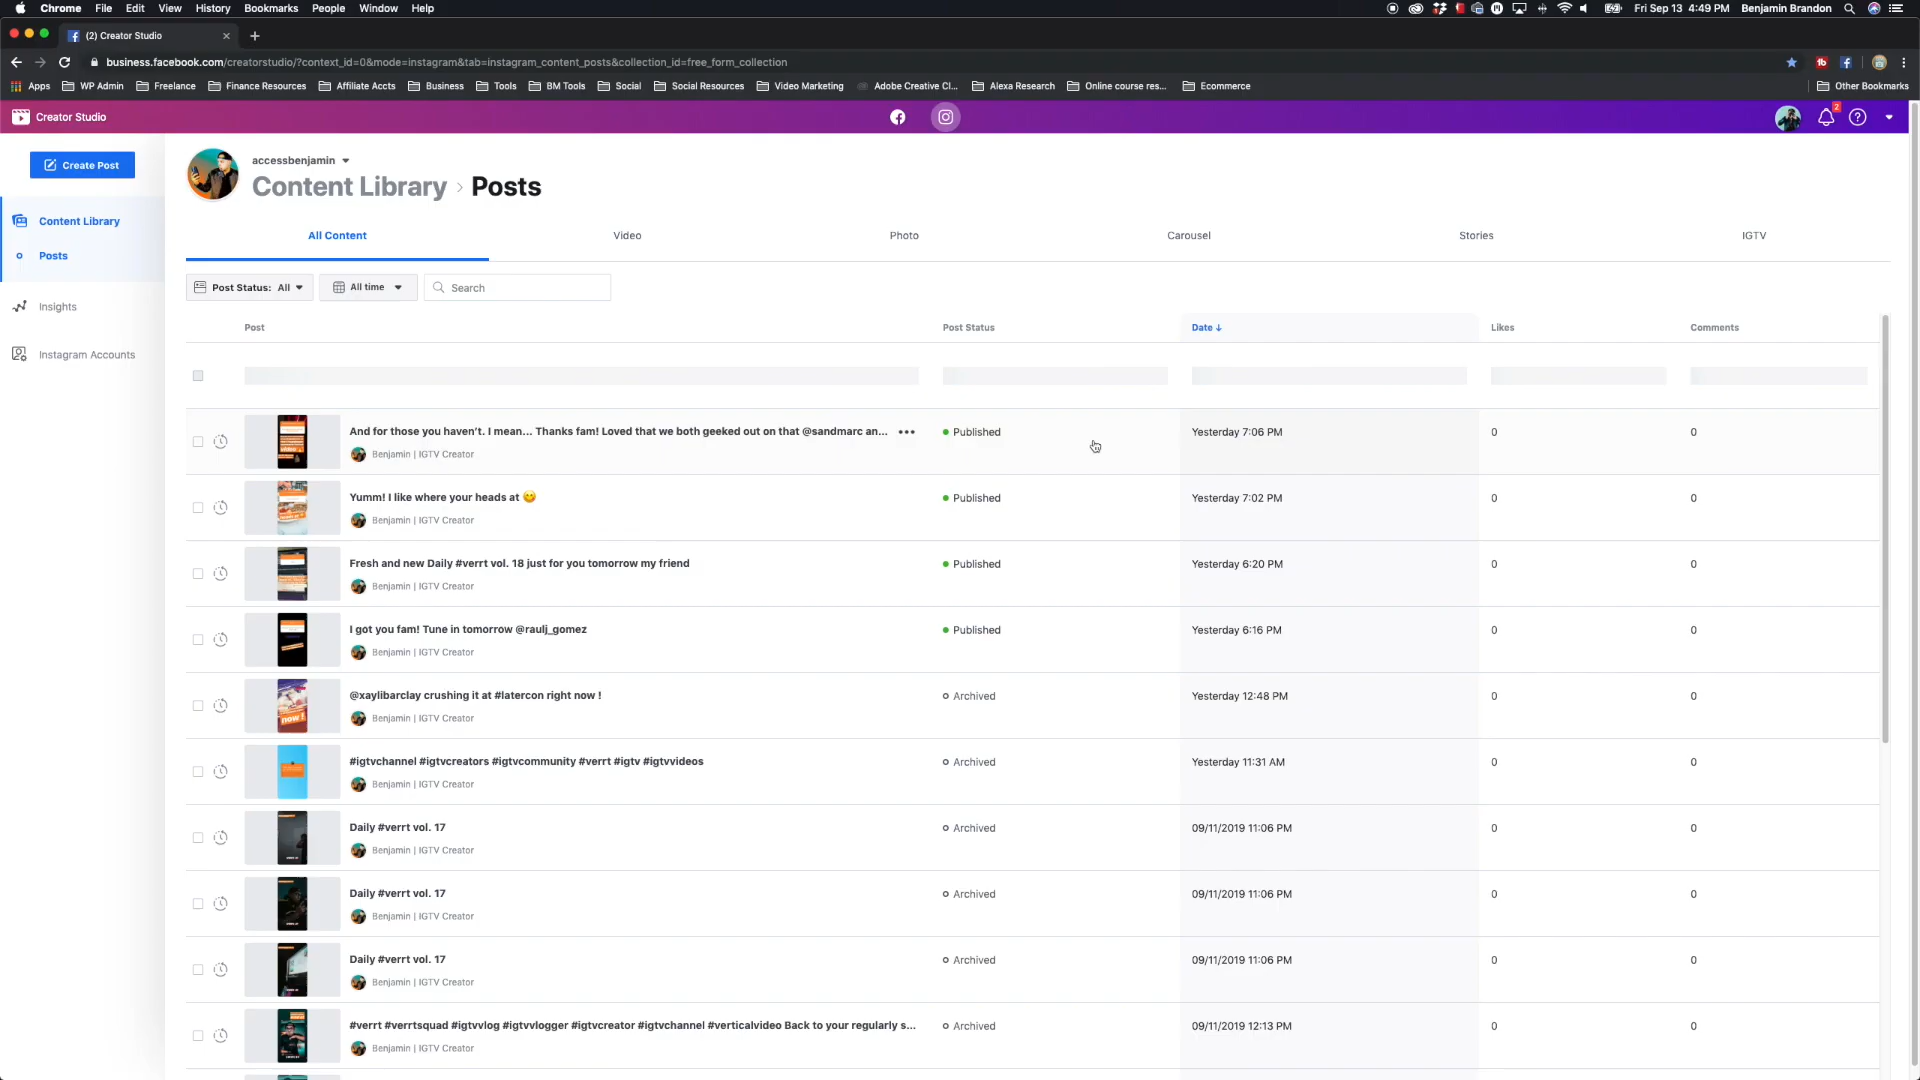 Chrome File Edit View History Bookmarks People Window Help
Fri Sep 13 4:49 PM Benjamin Brandon
(2) Creator Studio
business.facebook.com/creatorstudio/?context_id=0&mode=instagram&tab=instagram_content_posts&collection_id=free_form_collection
Apps WP Admin Freelance Finance Resources Affiliate Accts Business Tools BM Tools Social Social Resources Video Marketing Adobe Creative Cl... Alexa Research Online course res... Ecommerce Other Bookmarks
Creator Studio
2
Create Post
Content Library
Posts
Insights
Instagram Accounts
accessbenjamin
Content Library › Posts
All Content Video Photo Carousel Stories IGTV
Post Status: All All time Search
Post Post Status Date ↓ Likes Comments
And for those you haven't. I mean... Thanks fam! Loved that we both geeked out on that @sandmarc an... ••• Published Yesterday 7:06 PM 0 0
Benjamin | IGTV Creator
Yumm! I like where your heads at 😋 Published Yesterday 7:02 PM 0 0
Benjamin | IGTV Creator
Fresh and new Daily #verrt vol. 18 just for you tomorrow my friend Published Yesterday 6:20 PM 0 0
Benjamin | IGTV Creator
I got you fam! Tune in tomorrow @raulj_gomez Published Yesterday 6:16 PM 0 0
Benjamin | IGTV Creator
@xaylibarclay crushing it at #latercon right now ! Archived Yesterday 12:48 PM 0 0
now !
Benjamin | IGTV Creator
#igtvchannel #igtvcreators #igtvcommunity #verrt #igtv #igtvvideos Archived Yesterday 11:31 AM 0 0
Benjamin | IGTV Creator
Daily #verrt vol. 17 Archived 09/11/2019 11:06 PM 0 0
Benjamin | IGTV Creator
Daily #verrt vol. 17 Archived 09/11/2019 11:06 PM 0 0
Benjamin | IGTV Creator
Daily #verrt vol. 17 Archived 09/11/2019 11:06 PM 0 0
Benjamin | IGTV Creator
#verrt #verrtsquad #igtvvlog #igtvvlogger #igtvcreator #igtvchannel #verticalvideo Back to your regularly s... Archived 09/11/2019 12:13 PM 0 0
Benjamin | IGTV Creator